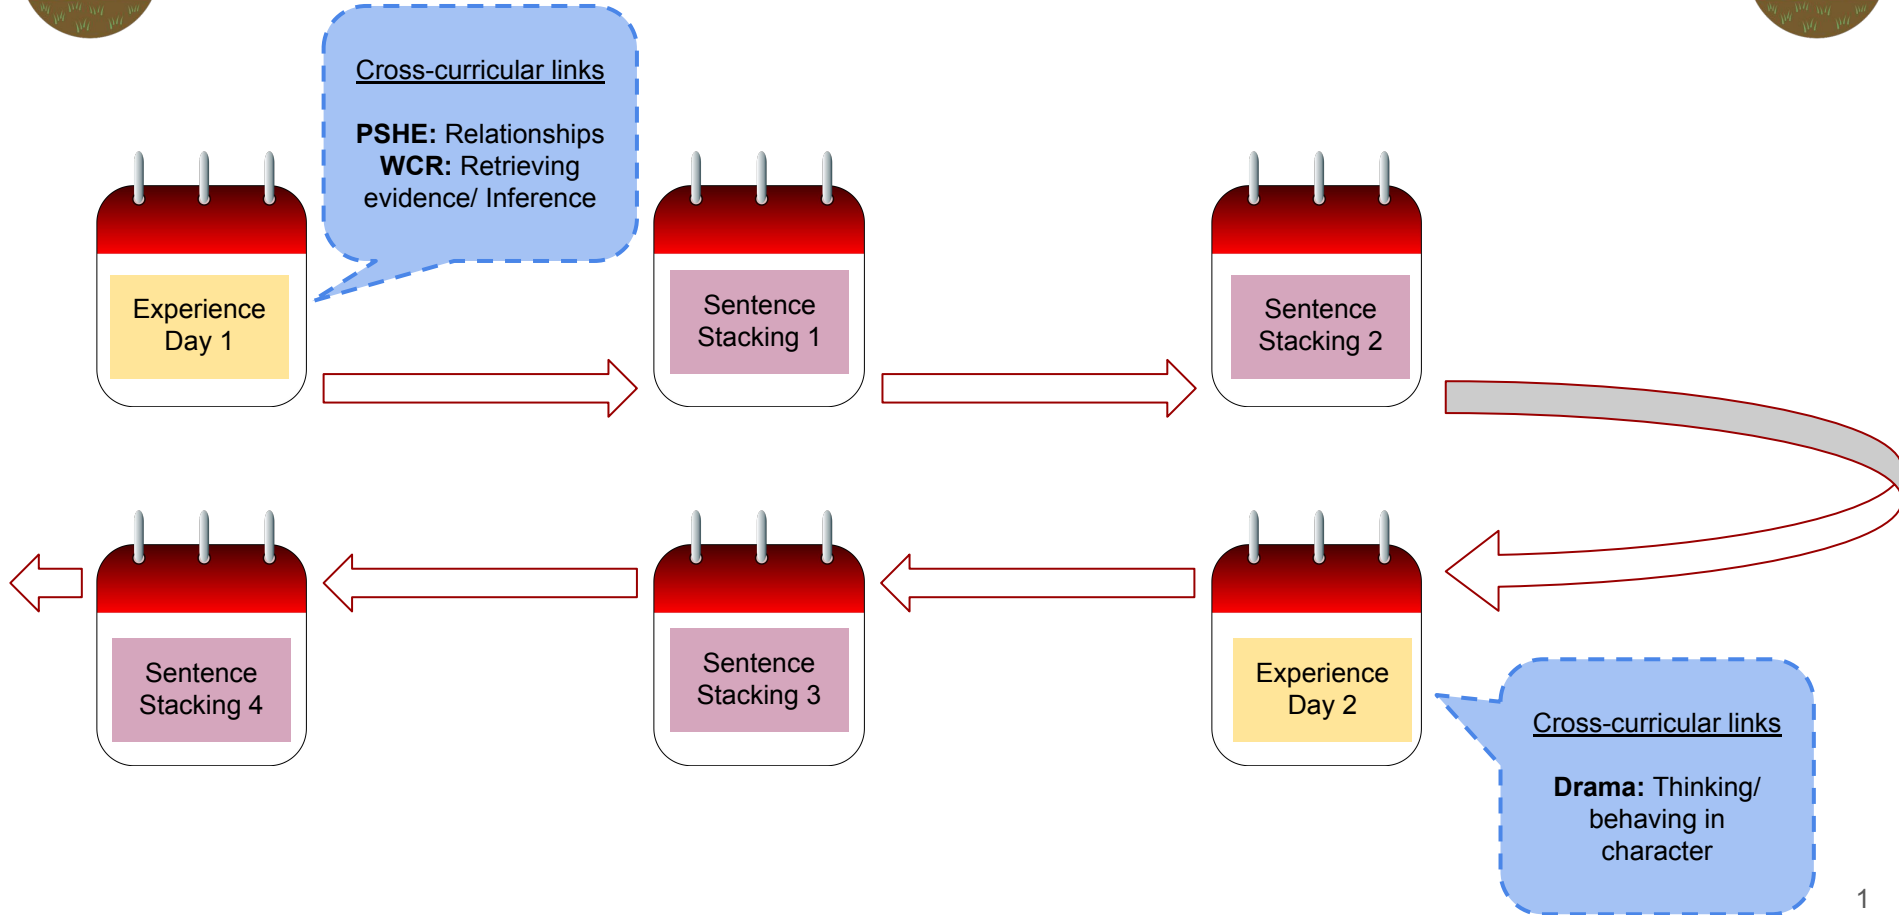 Cross-curricular links
PSHE: Relationships
WCR: Retrieving
evidence/ Inference
Experience
Day 1
Sentence
Stacking 1
Sentence
Stacking 2
Sentence
Stacking 4
Sentence
Stacking 3
Experience
Day 2
Cross-curricular links
Drama: Thinking/
behaving in
character
1